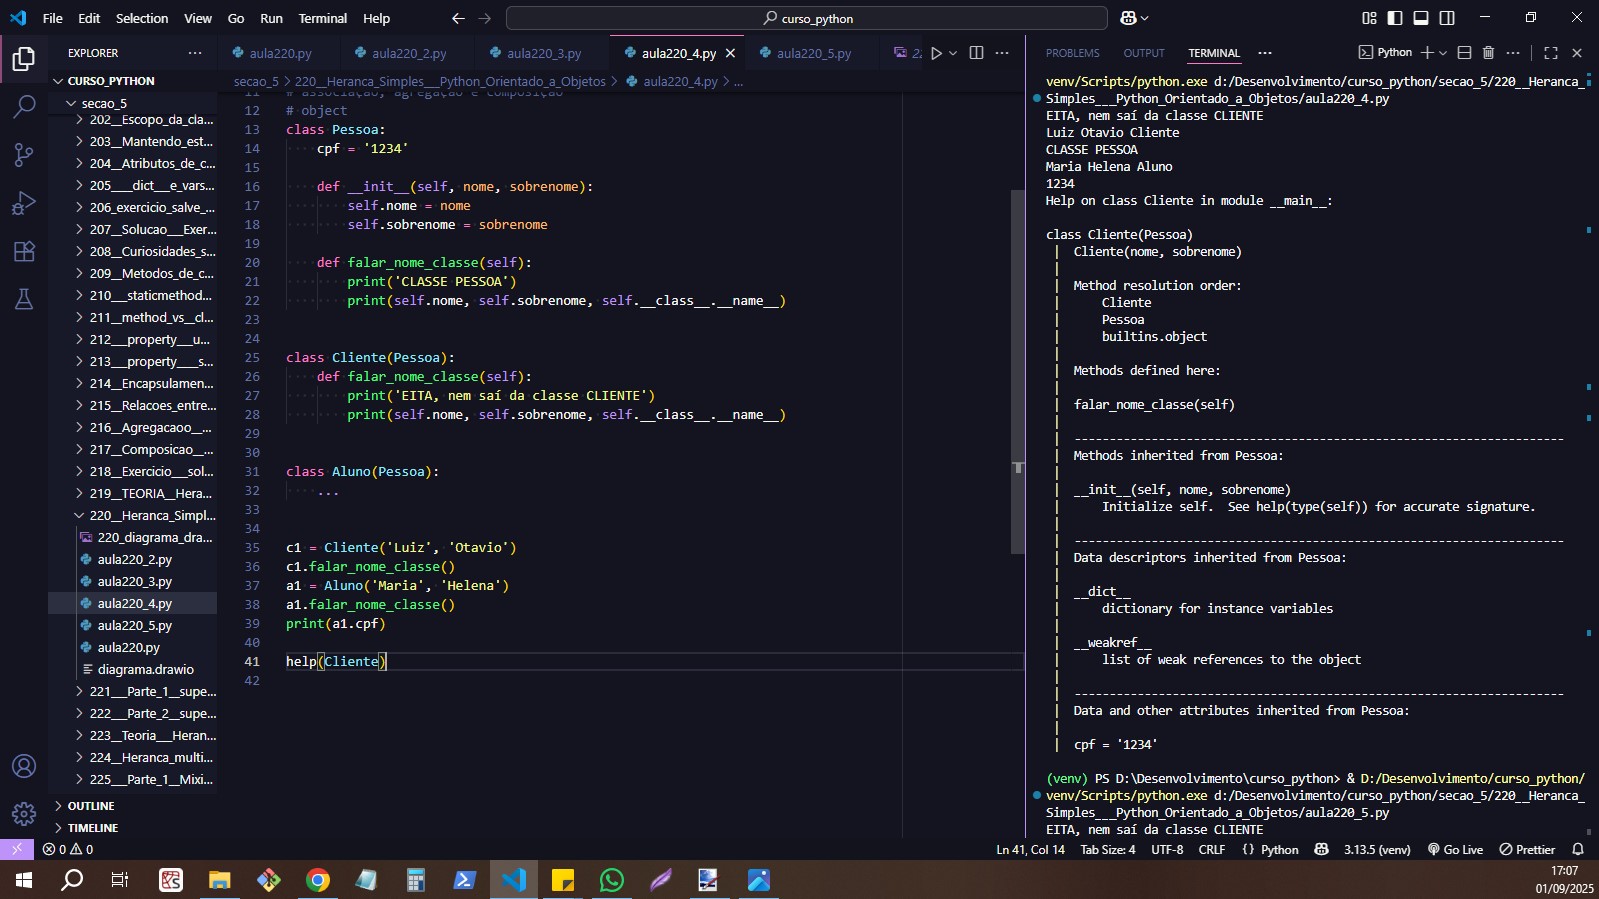 File Edit Selection View Go Run Terminal Help
curso_python
EXPLORER
CURSO_PYTHON
secao_5
202__Escopo_da_cla...
203__Mantendo_est...
204__Atributos_de_c...
205____dict__e_vars...
206_exercicio_salve_...
207__Solucao__Exer...
208__Curiosidades_s...
209__Metodos_de_c...
210___staticmethod...
211__method_vs_cl...
212___property__u...
213___property____s...
214__Encapsulamen...
215__Relacoes_entre...
216__Agregacaoo__...
217__Composicao__...
218__Exercicio__sol...
219__TEORIA__Hera...
220__Heranca_Simpl...
220_diagrama_dra...
aula220_2.py
aula220_3.py
aula220_4.py
aula220_5.py
aula220.py
diagrama.drawio
221___Parte_1__supe...
222___Parte_2__supe...
223__Teoria__Heran...
224__Heranca_multi...
225__Parte_1__Mixi...
OUTLINE
TIMELINE
aula220.py aula220_2.py aula220_3.py aula220_4.py aula220_5.py 22
secao_5 > 220__Heranca_Simples___Python_Orientado_a_Objetos > aula220_4.py > ...
11 # associação, agregação e composição
12 # object
13 class Pessoa:
14     cpf = '1234'
15
16     def __init__(self, nome, sobrenome):
17         self.nome = nome
18         self.sobrenome = sobrenome
19
20     def falar_nome_classe(self):
21         print('CLASSE PESSOA')
22         print(self.nome, self.sobrenome, self.__class__.__name__)
23
24
25 class Cliente(Pessoa):
26     def falar_nome_classe(self):
27         print('EITA, nem saí da classe CLIENTE')
28         print(self.nome, self.sobrenome, self.__class__.__name__)
29
30
31 class Aluno(Pessoa):
32     ...
33
34
35 c1 = Cliente('Luiz', 'Otavio')
36 c1.falar_nome_classe()
37 a1 = Aluno('Maria', 'Helena')
38 a1.falar_nome_classe()
39 print(a1.cpf)
40
41 help(Cliente)
42
PROBLEMS OUTPUT TERMINAL Python
venv/Scripts/python.exe d:/Desenvolvimento/curso_python/secao_5/220__Heranca_
Simples___Python_Orientado_a_Objetos/aula220_4.py
EITA, nem saí da classe CLIENTE
Luiz Otavio Cliente
CLASSE PESSOA
Maria Helena Aluno
1234
Help on class Cliente in module __main__:
class Cliente(Pessoa)
 |  Cliente(nome, sobrenome)
 |
 |  Method resolution order:
 |      Cliente
 |      Pessoa
 |      builtins.object
 |
 |  Methods defined here:
 |
 |  falar_nome_classe(self)
 |
 |  ----------------------------------------------------------------------
 |  Methods inherited from Pessoa:
 |
 |  __init__(self, nome, sobrenome)
 |      Initialize self.  See help(type(self)) for accurate signature.
 |
 |  ----------------------------------------------------------------------
 |  Data descriptors inherited from Pessoa:
 |
 |  __dict__
 |      dictionary for instance variables
 |
 |  __weakref__
 |      list of weak references to the object
 |
 |  ----------------------------------------------------------------------
 |  Data and other attributes inherited from Pessoa:
 |
 |  cpf = '1234'
(venv) PS D:\Desenvolvimento\curso_python> & D:/Desenvolvimento/curso_python/
venv/Scripts/python.exe d:/Desenvolvimento/curso_python/secao_5/220__Heranca_
Simples___Python_Orientado_a_Objetos/aula220_5.py
EITA, nem saí da classe CLIENTE
0 0 Ln 41, Col 14 Tab Size: 4 UTF-8 CRLF {} Python 3.13.5 (venv) Go Live Prettier
17:07
01/09/2025